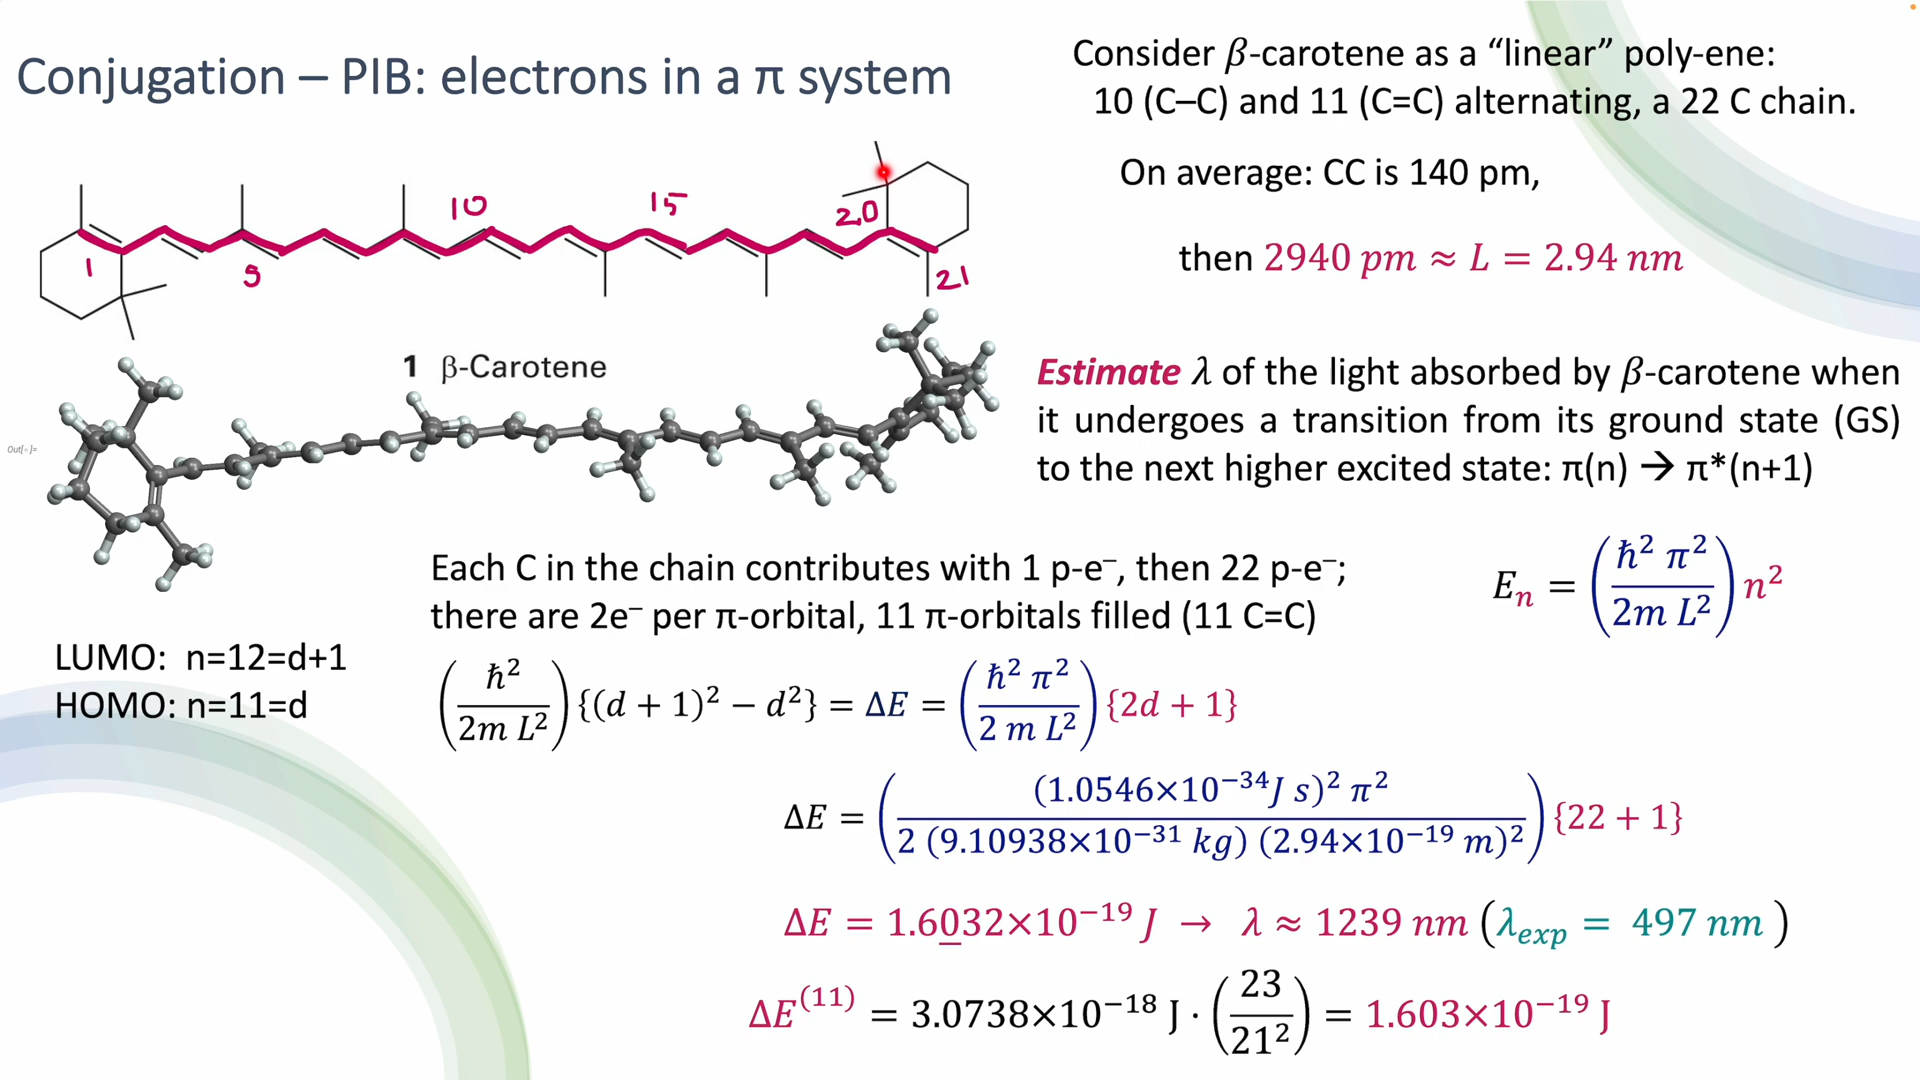 Conjugation – PIB: electrons in a π system
Consider β-carotene as a “linear” poly-ene:
10 (C–C) and 11 (C=C) alternating, a 22 C chain.
On average: CC is 140 pm,
then 2940 pm ≈ L = 2.94 nm
1
5
10
15
20
21
1 β-Carotene
Out[-]=
Estimate λ of the light absorbed by β-carotene when
it undergoes a transition from its ground state (GS)
to the next higher excited state: π(n) → π*(n+1)
Each C in the chain contributes with 1 p-e⁻, then 22 p-e⁻;
there are 2e⁻ per π-orbital, 11 π-orbitals filled (11 C=C)
Eₙ = (ħ² π² / 2m L²) n²
LUMO: n=12=d+1
HOMO: n=11=d
(ħ² / 2m L²) {(d + 1)² − d²} = ΔE = (ħ² π² / 2 m L²) {2d + 1}
ΔE = ((1.0546×10⁻³⁴J s)² π² / 2 (9.10938×10⁻³¹ kg) (2.94×10⁻¹⁹ m)²) {22 + 1}
ΔE = 1.6032×10⁻¹⁹ J → λ ≈ 1239 nm (λexp = 497 nm )
ΔE⁽¹¹⁾ = 3.0738×10⁻¹⁸ J · (23 / 21²) = 1.603×10⁻¹⁹ J